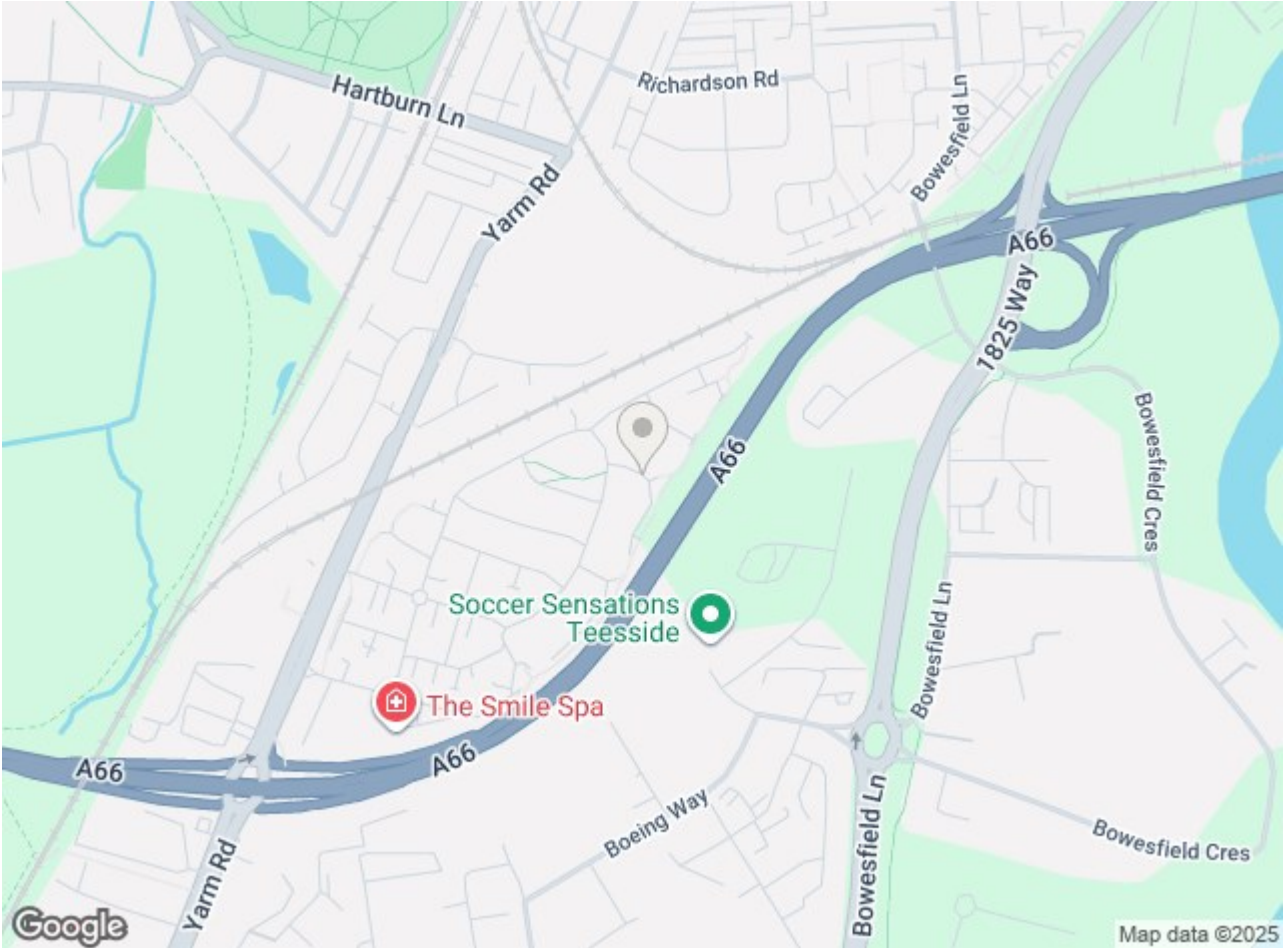 Hartburn Ln
Richardson Rd
Bowesfield Ln
Yarm Rd
A66
1825 Way
A66
Bowesfield Cres
Soccer Sensations
Teesside
Bowesfield Ln
The Smile Spa
A66
A66
Boeing Way
Bowesfield Ln
Bowesfield Cres
Yarm Rd
Google
Map data ©2025